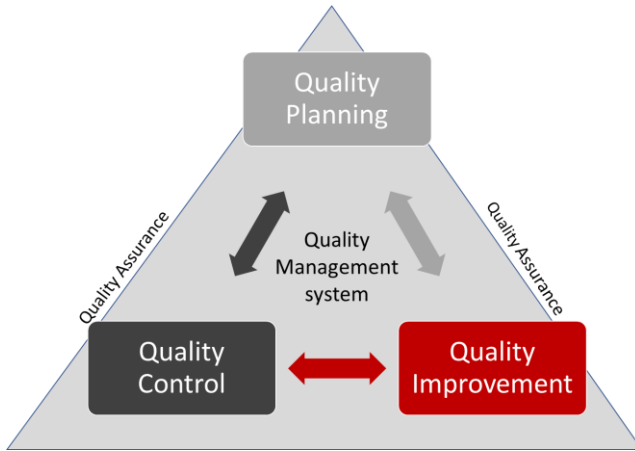 Quality
Planning
Quality Assurance
Quality Assurance
Quality
Management
system
Quality
Control
Quality
Improvement